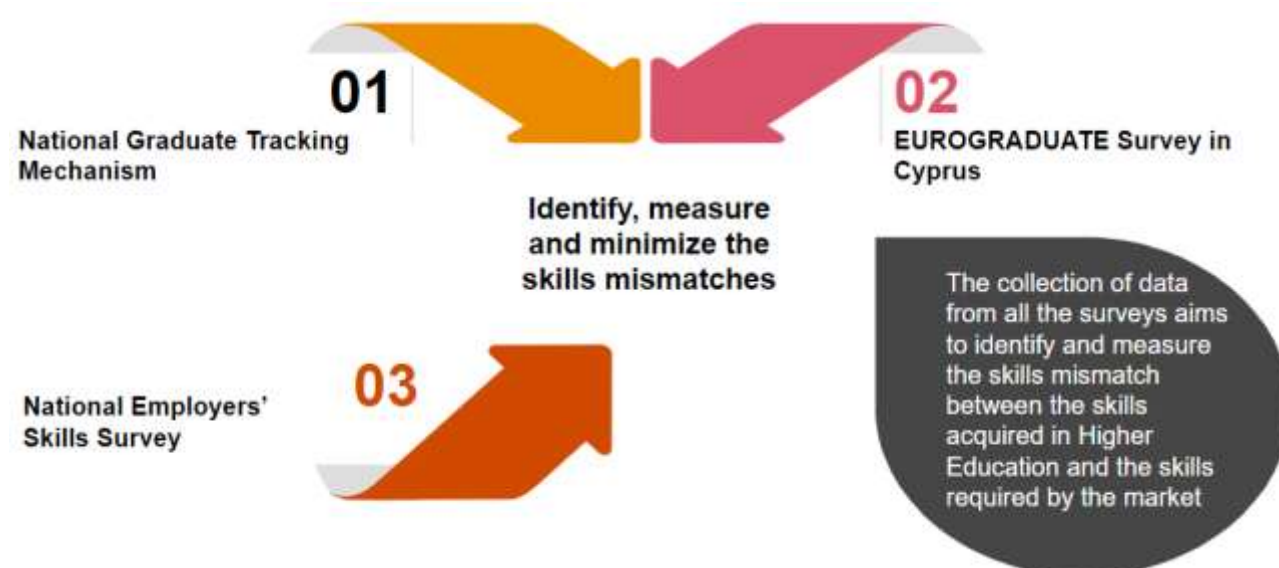 01
National Graduate Tracking
Mechanism
02
EUROGRADUATE Survey in
Cyprus
Identify, measure
and minimize the
skills mismatches
03
National Employers’
Skills Survey
The collection of data
from all the surveys aims
to identify and measure
the skills mismatch
between the skills
acquired in Higher
Education and the skills
required by the market